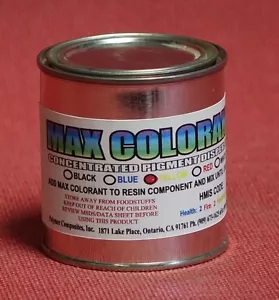 MAX COLORAN
CONCENTRATED PIGMENT DISPE
BLACK BLUE YELLOW RED
ADD MAX COLORANT TO RESIN COMPONENT AND MIX UNTIL
STORE AWAY FROM FOODSTUFFS
HMIS CODE
KEEP OUT OF REACH OF CHILDREN
REVIEW MSDS/DATA SHEET BEFORE
Health: 2 Fire: 2
USING THIS PRODUCT
Composites, Inc. 1871 Lake Place, Ontario, CA 91761 Ph. (909)